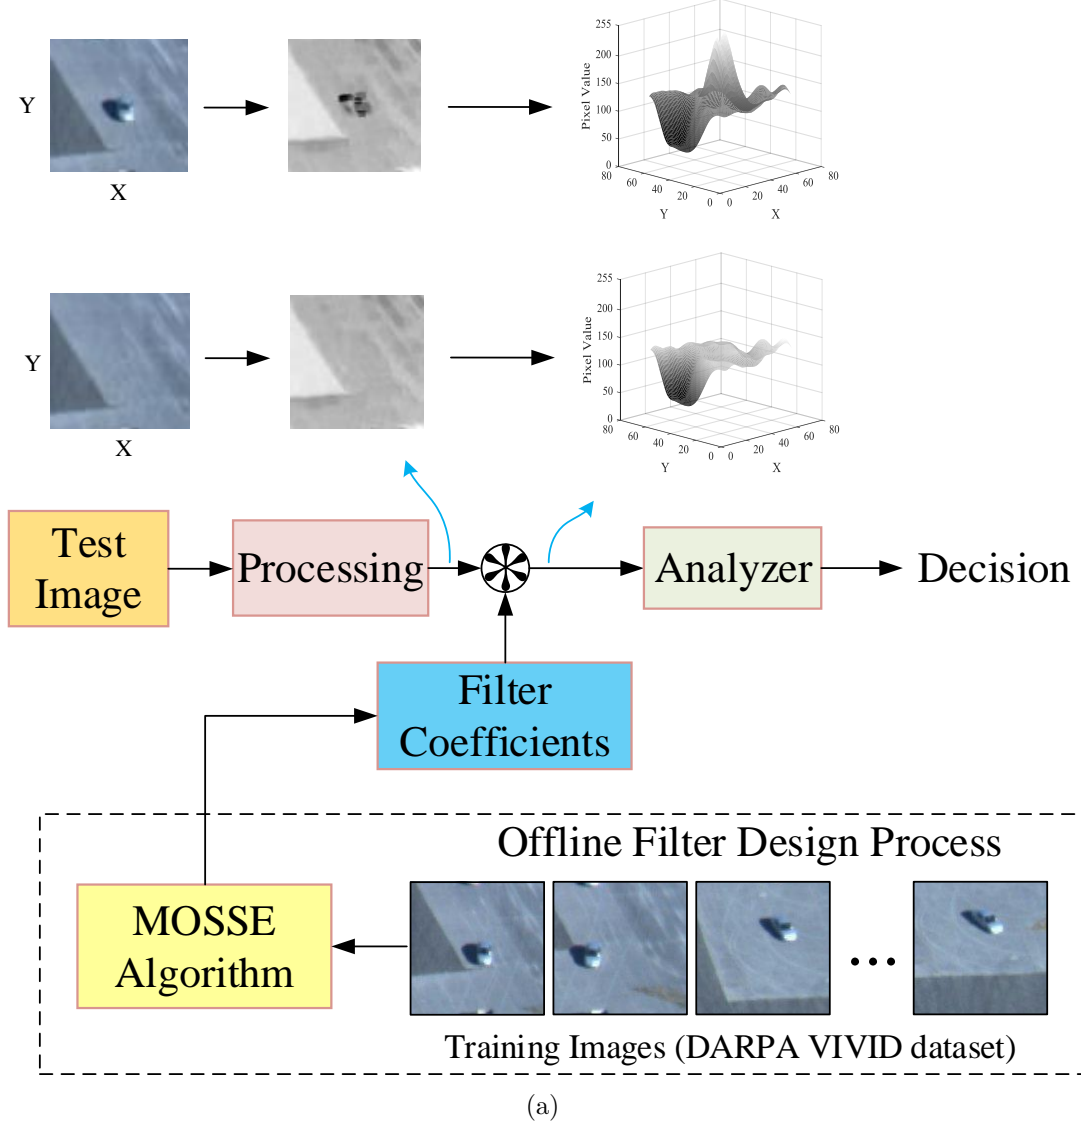 Y
X
255
200
150
100
50
0
Pixel Value
80
60
40
20
0
Y
0
20
40
60
80
X
Y
X
255
200
150
100
50
0
Pixel Value
80
60
40
20
0
Y
0
20
40
60
80
X
Test
Image
Processing
Analyzer
Decision
Filter
Coefficients
Offline Filter Design Process
MOSSE
Algorithm
...
Training Images (DARPA VIVID dataset)
(a)